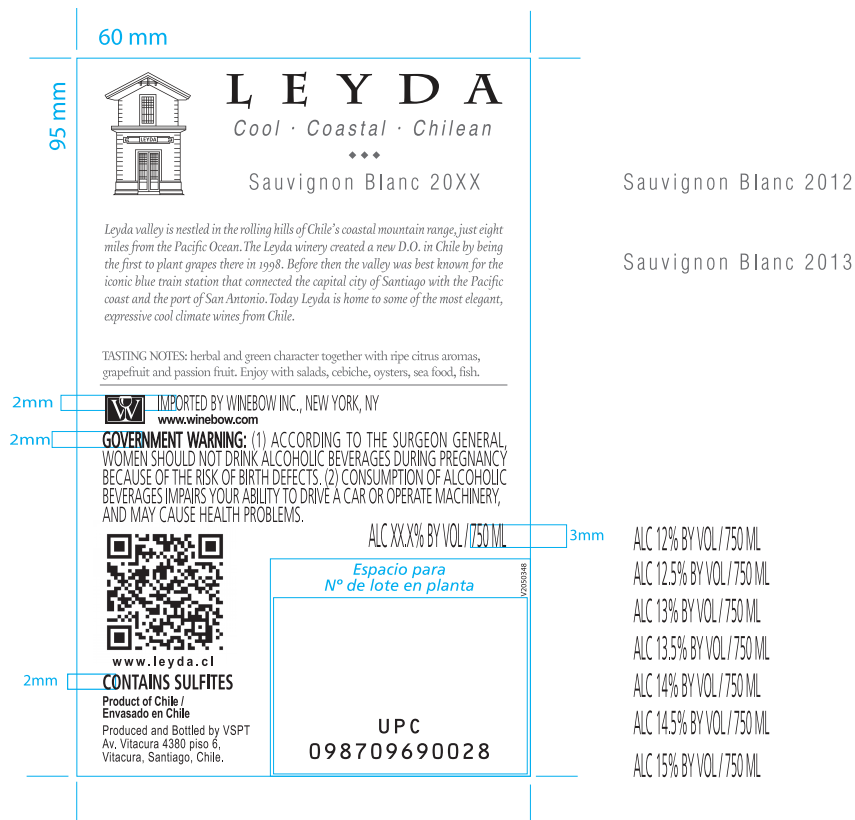 60 mm
95 mm
LEYDA
LEYDA
Cool · Coastal · Chilean
Sauvignon Blanc 20XX
Sauvignon Blanc 2012
Sauvignon Blanc 2013
Leyda valley is nestled in the rolling hills of Chile's coastal mountain range, just eight
miles from the Pacific Ocean. The Leyda winery created a new D.O. in Chile by being
the first to plant grapes there in 1998. Before then the valley was best known for the
iconic blue train station that connected the capital city of Santiago with the Pacific
coast and the port of San Antonio. Today Leyda is home to some of the most elegant,
expressive cool climate wines from Chile.
TASTING NOTES: herbal and green character together with ripe citrus aromas,
grapefruit and passion fruit. Enjoy with salads, cebiche, oysters, sea food, fish.
2mm
W
IMPORTED BY WINEBOW INC., NEW YORK, NY
www.winebow.com
2mm
GOVERNMENT WARNING: (1) ACCORDING TO THE SURGEON GENERAL,
WOMEN SHOULD NOT DRINK ALCOHOLIC BEVERAGES DURING PREGNANCY
BECAUSE OF THE RISK OF BIRTH DEFECTS. (2) CONSUMPTION OF ALCOHOLIC
BEVERAGES IMPAIRS YOUR ABILITY TO DRIVE A CAR OR OPERATE MACHINERY,
AND MAY CAUSE HEALTH PROBLEMS.
ALC XX.X% BY VOL / 750 ML
3mm
ALC 12% BY VOL / 750 ML
ALC 12.5% BY VOL / 750 ML
ALC 13% BY VOL / 750 ML
ALC 13.5% BY VOL / 750 ML
ALC 14% BY VOL / 750 ML
ALC 14.5% BY VOL / 750 ML
ALC 15% BY VOL / 750 ML
Espacio para
Nº de lote en planta
V2050348
www.leyda.cl
2mm
CONTAINS SULFITES
Product of Chile /
Envasado en Chile
Produced and Bottled by VSPT
Av. Vitacura 4380 piso 6,
Vitacura, Santiago, Chile.
UPC
098709690028